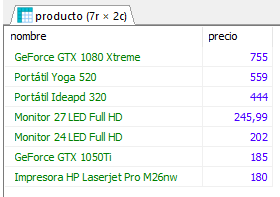 producto (7r × 2c)
nombre precio
GeForce GTX 1080 Xtreme 755
Portátil Yoga 520 559
Portátil Ideapd 320 444
Monitor 27 LED Full HD 245,99
Monitor 24 LED Full HD 202
GeForce GTX 1050Ti 185
Impresora HP Laserjet Pro M26nw 180